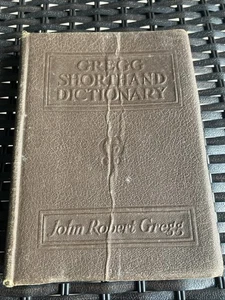 GREGG
SHORTHAND
DICTIONARY
John Robert Gregg